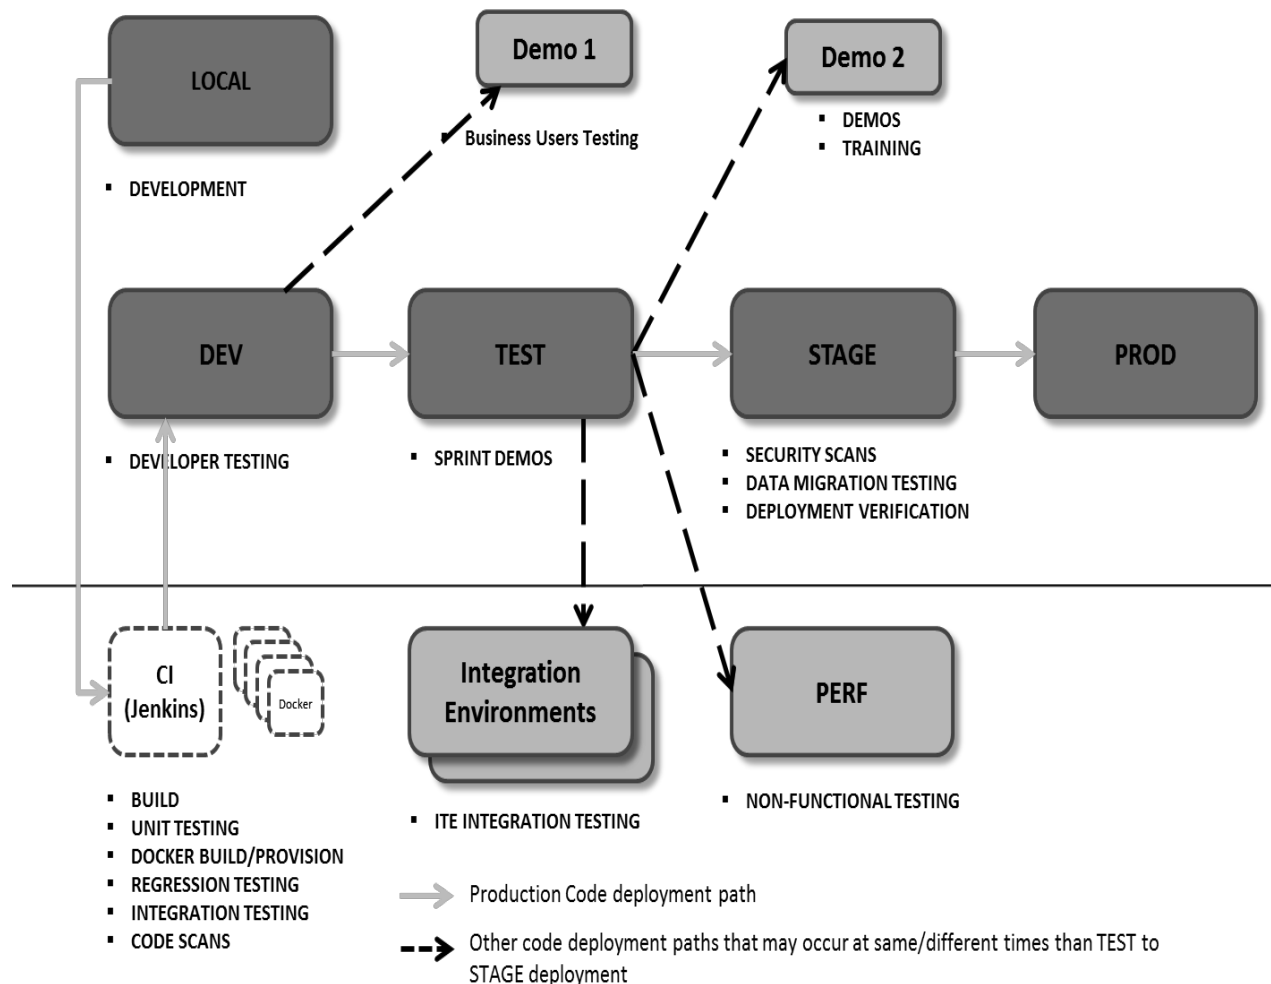 LOCAL
Demo 1
Demo 2
▪ DEVELOPMENT
▪ Business Users Testing
▪ DEMOS
▪ TRAINING
DEV
TEST
STAGE
PROD
▪ DEVELOPER TESTING
▪ SPRINT DEMOS
▪ SECURITY SCANS
▪ DATA MIGRATION TESTING
▪ DEPLOYMENT VERIFICATION
CI
(Jenkins)
Docker
Integration
Environments
PERF
▪ BUILD
▪ UNIT TESTING
▪ DOCKER BUILD/PROVISION
▪ REGRESSION TESTING
▪ INTEGRATION TESTING
▪ CODE SCANS
▪ ITE INTEGRATION TESTING
▪ NON-FUNCTIONAL TESTING
Production Code deployment path
Other code deployment paths that may occur at same/different times than TEST to
STAGE deployment